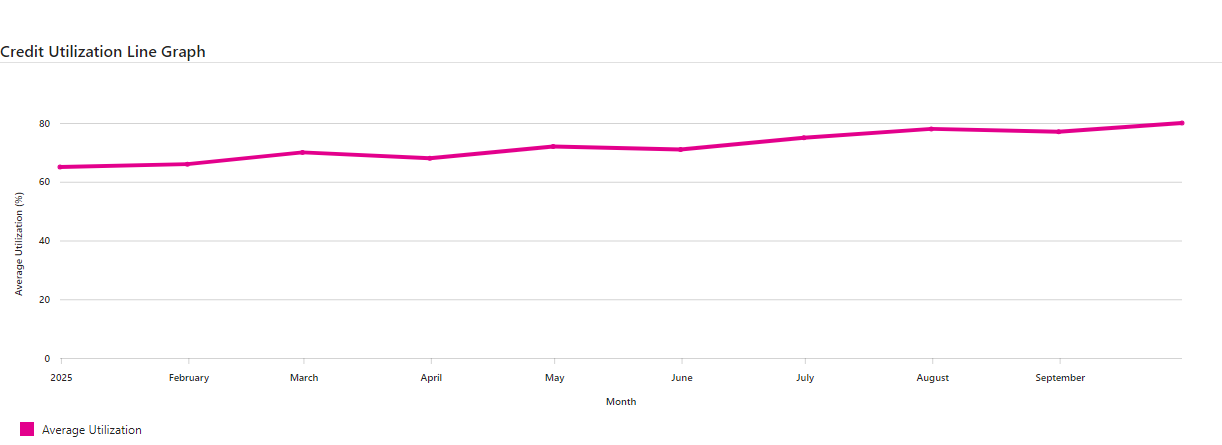 Credit Utilization Line Graph
80
60
40
20
0
Average Utilization (%)
2025 February March April May June July August September
Month
Average Utilization